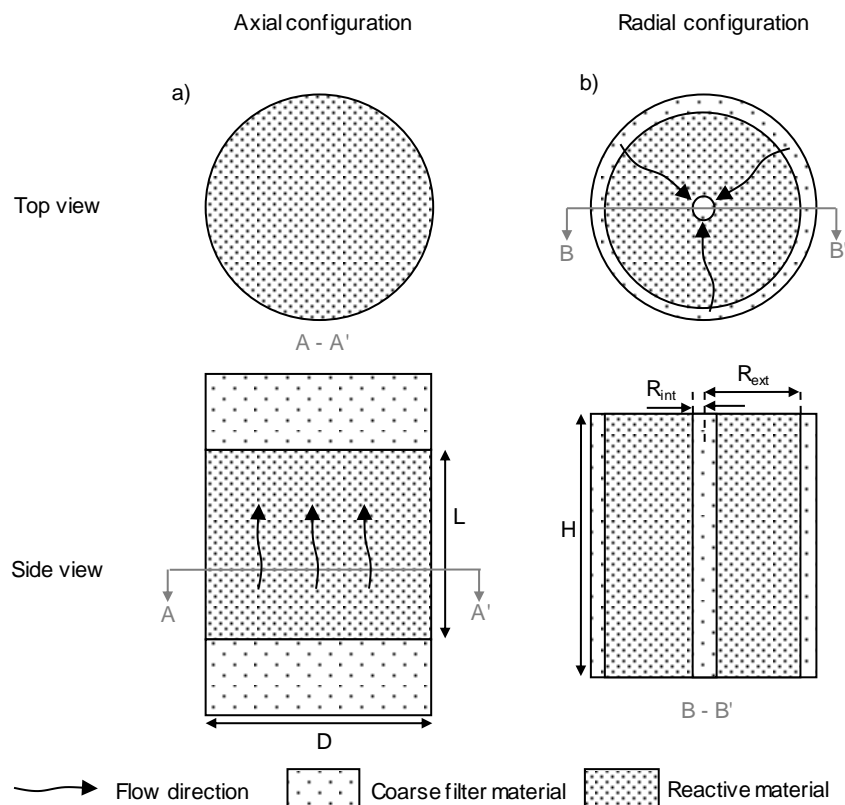 Axial configuration
Radial configuration
a)
b)
Top view
B
B'
A - A'
R_int
R_ext
L
H
Side view
A
A'
B - B'
D
Flow direction
Coarse filter material
Reactive material